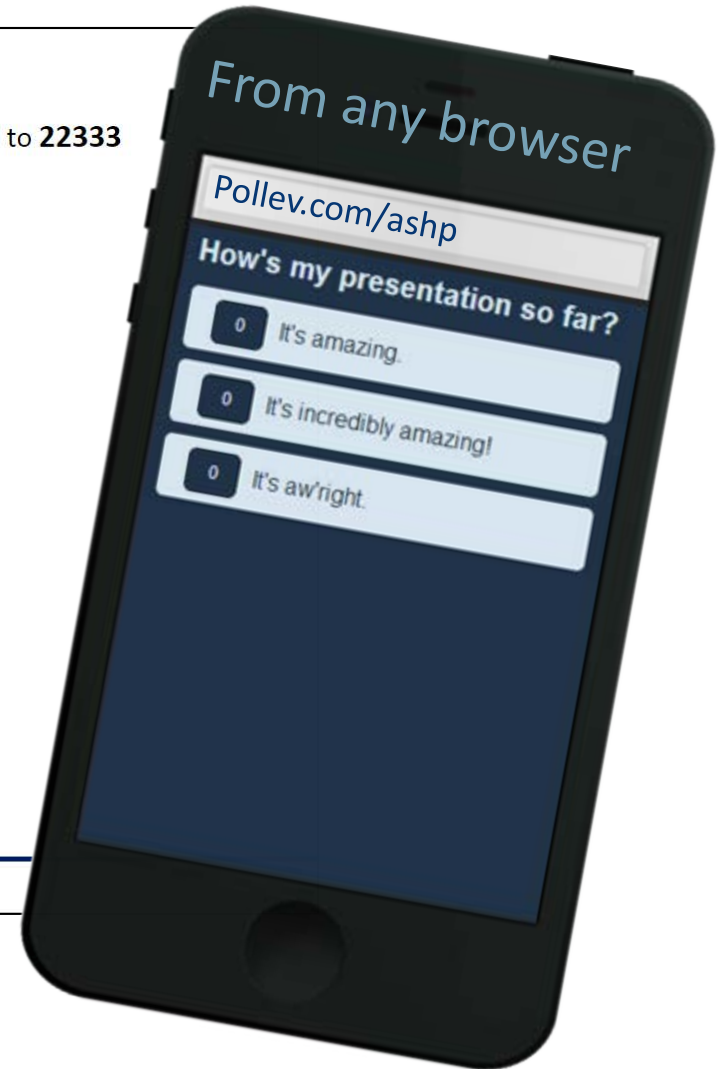 From any browser
to 22333
Pollev.com/ashp
How's my presentation so far?
0 It's amazing.
0 It's incredibly amazing!
0 It's aw'right.